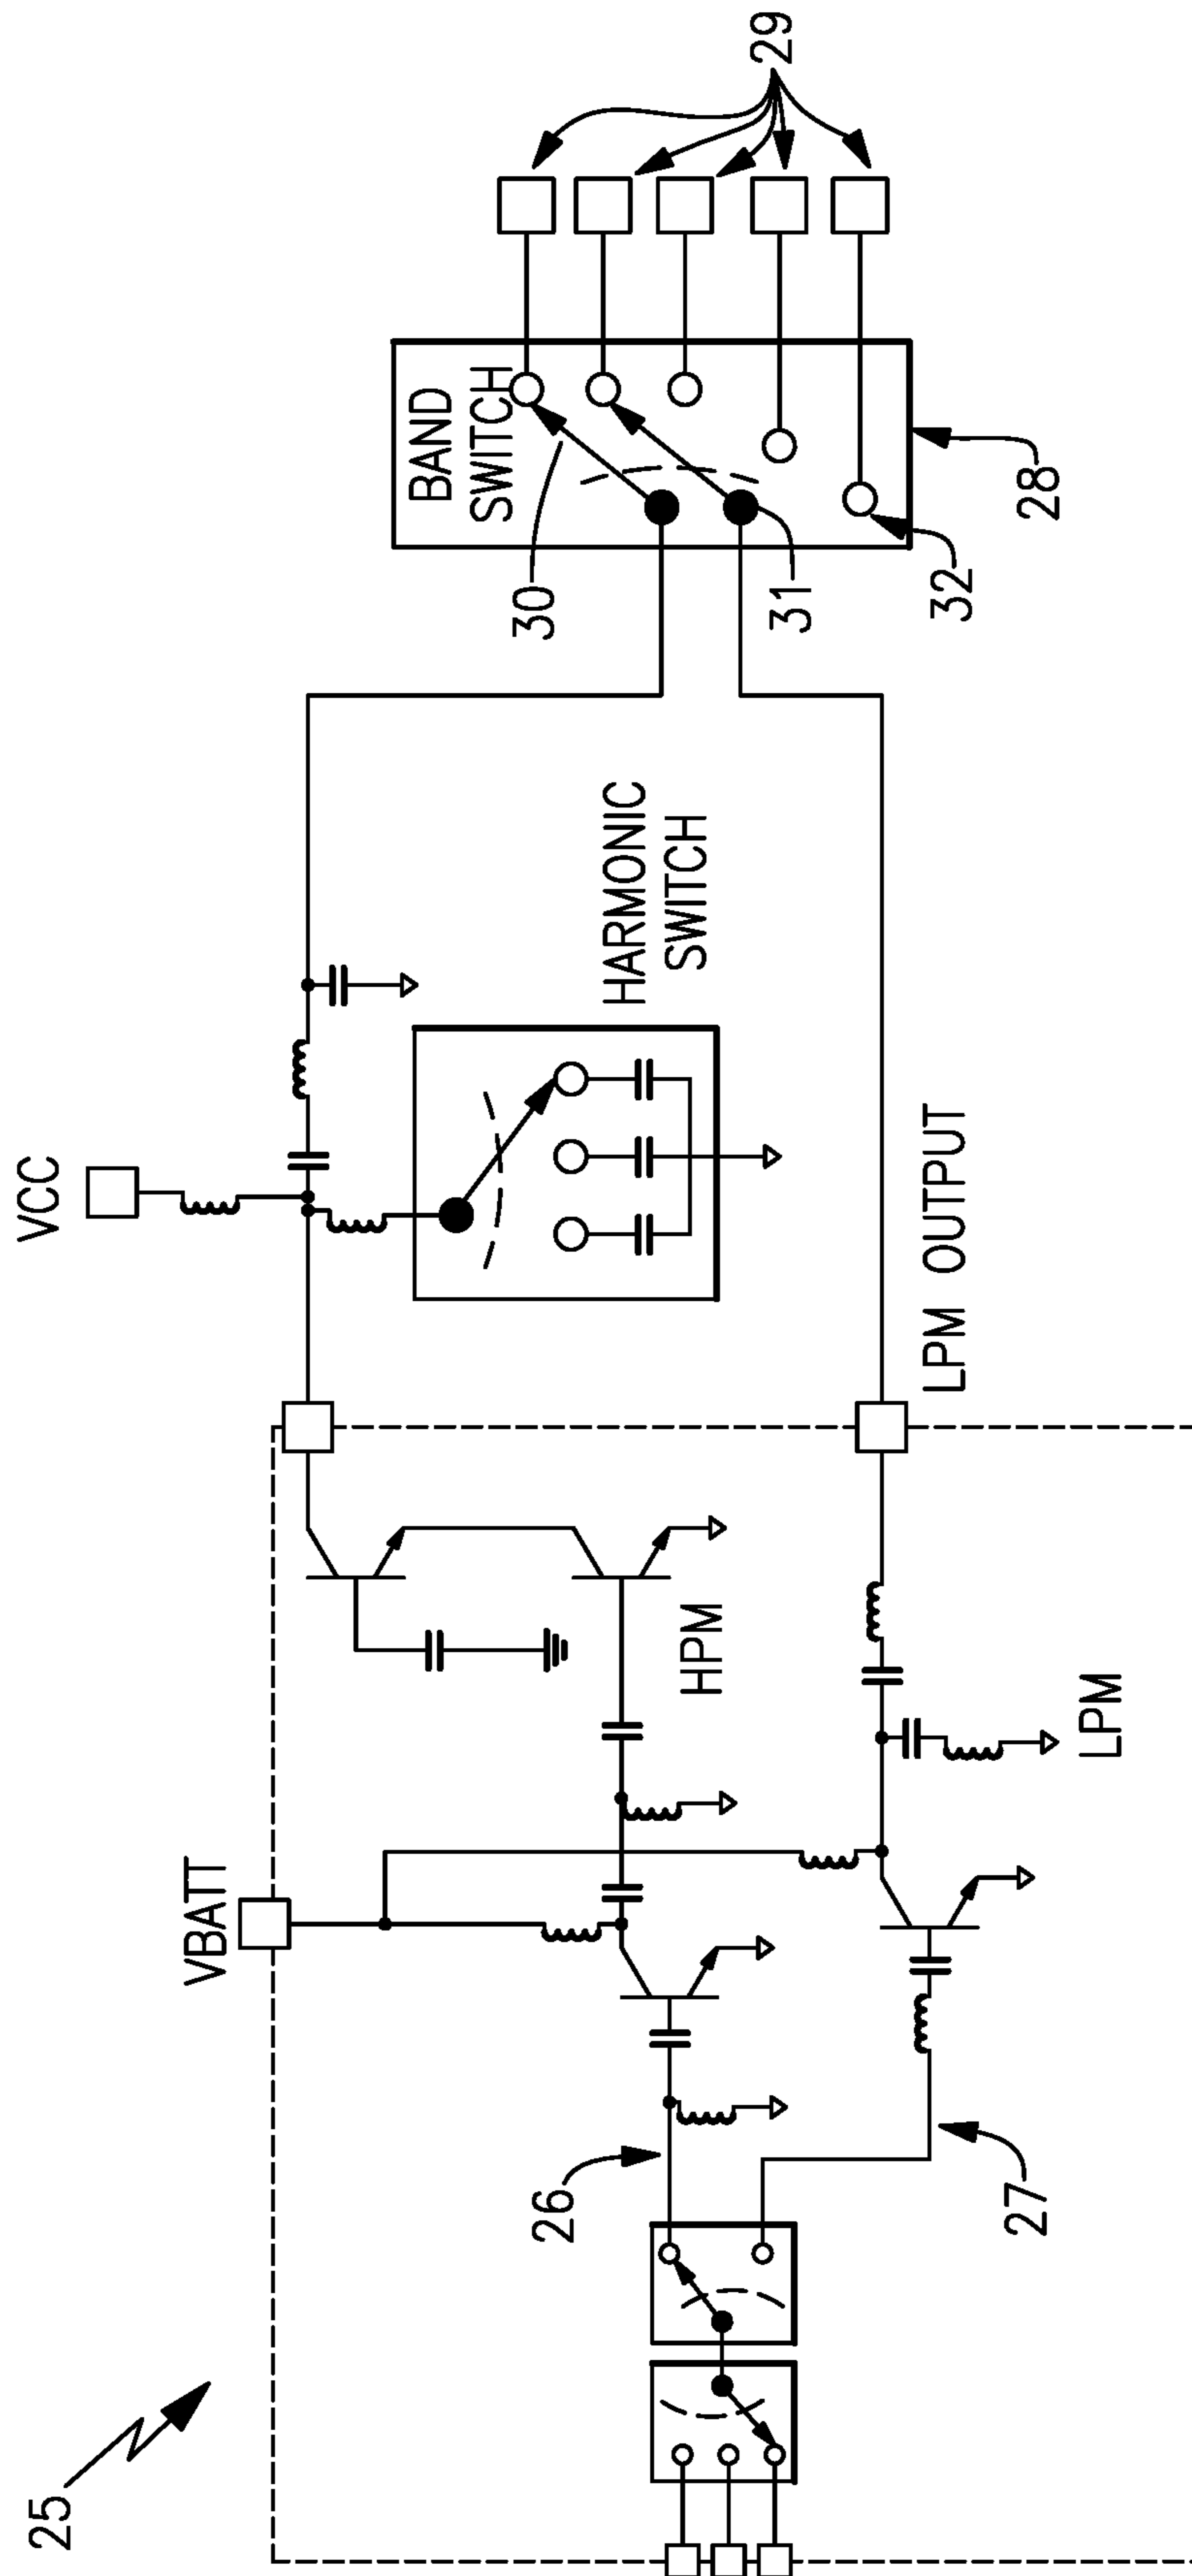 25
VBATT
VCC
26
27
HPM
LPM
LPM OUTPUT
HARMONIC
SWITCH
BAND
SWITCH
30
31
32
28
29